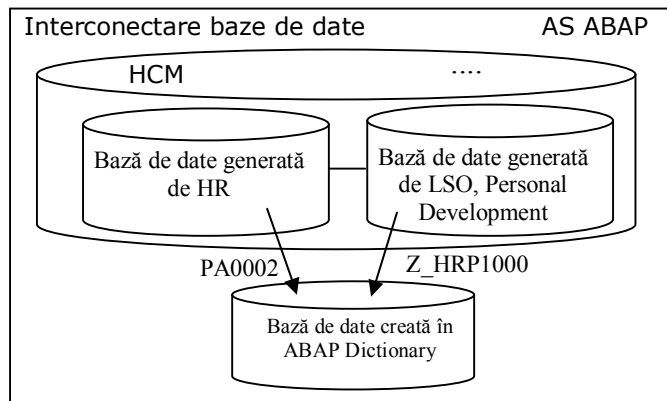 Interconectare baze de date AS ABAP
HCM ....
Bază de date generată
de HR
Bază de date generată
de LSO, Personal
Development
PA0002 Z_HRP1000
Bază de date creată în
ABAP Dictionary